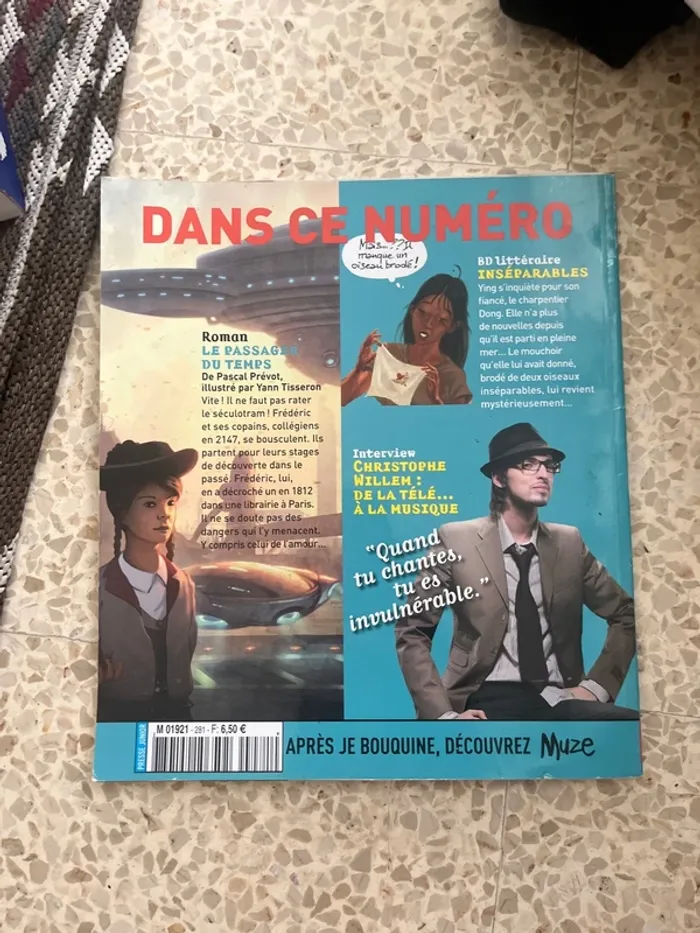 DANS CE NUMÉRO
Mais...??Il
manque un
oiseau brodé!
BD littéraire
INSÉPARABLES
Ying s'inquiète pour son
fiancé, le charpentier
Dong. Elle n'a plus
de nouvelles depuis
qu'il est parti en pleine
mer... Le mouchoir
qu'elle lui avait donné,
brodé de deux oiseaux
inséparables, lui revient
mystérieusement...
Roman
LE PASSAGER
DU TEMPS
De Pascal Prévot,
illustré par Yann Tisseron
Vite ! Il ne faut pas rater
le séculotram ! Frédéric
et ses copains, collégiens
en 2147, se bousculent. Ils
partent pour leurs stages
de découverte dans le
passé. Frédéric, lui,
en a décroché un en 1812
dans une librairie à Paris.
Il ne se doute pas des
dangers qui l'y menacent.
Y compris celui de l'amour...
Interview
CHRISTOPHE
WILLEM :
DE LA TÉLÉ...
À LA MUSIQUE
"Quand
tu chantes,
tu es
invulnérable."
PRESSE JUNIOR
M 01921 - 281 - F: 6,50 €
APRÈS JE BOUQUINE, DÉCOUVREZ Muze